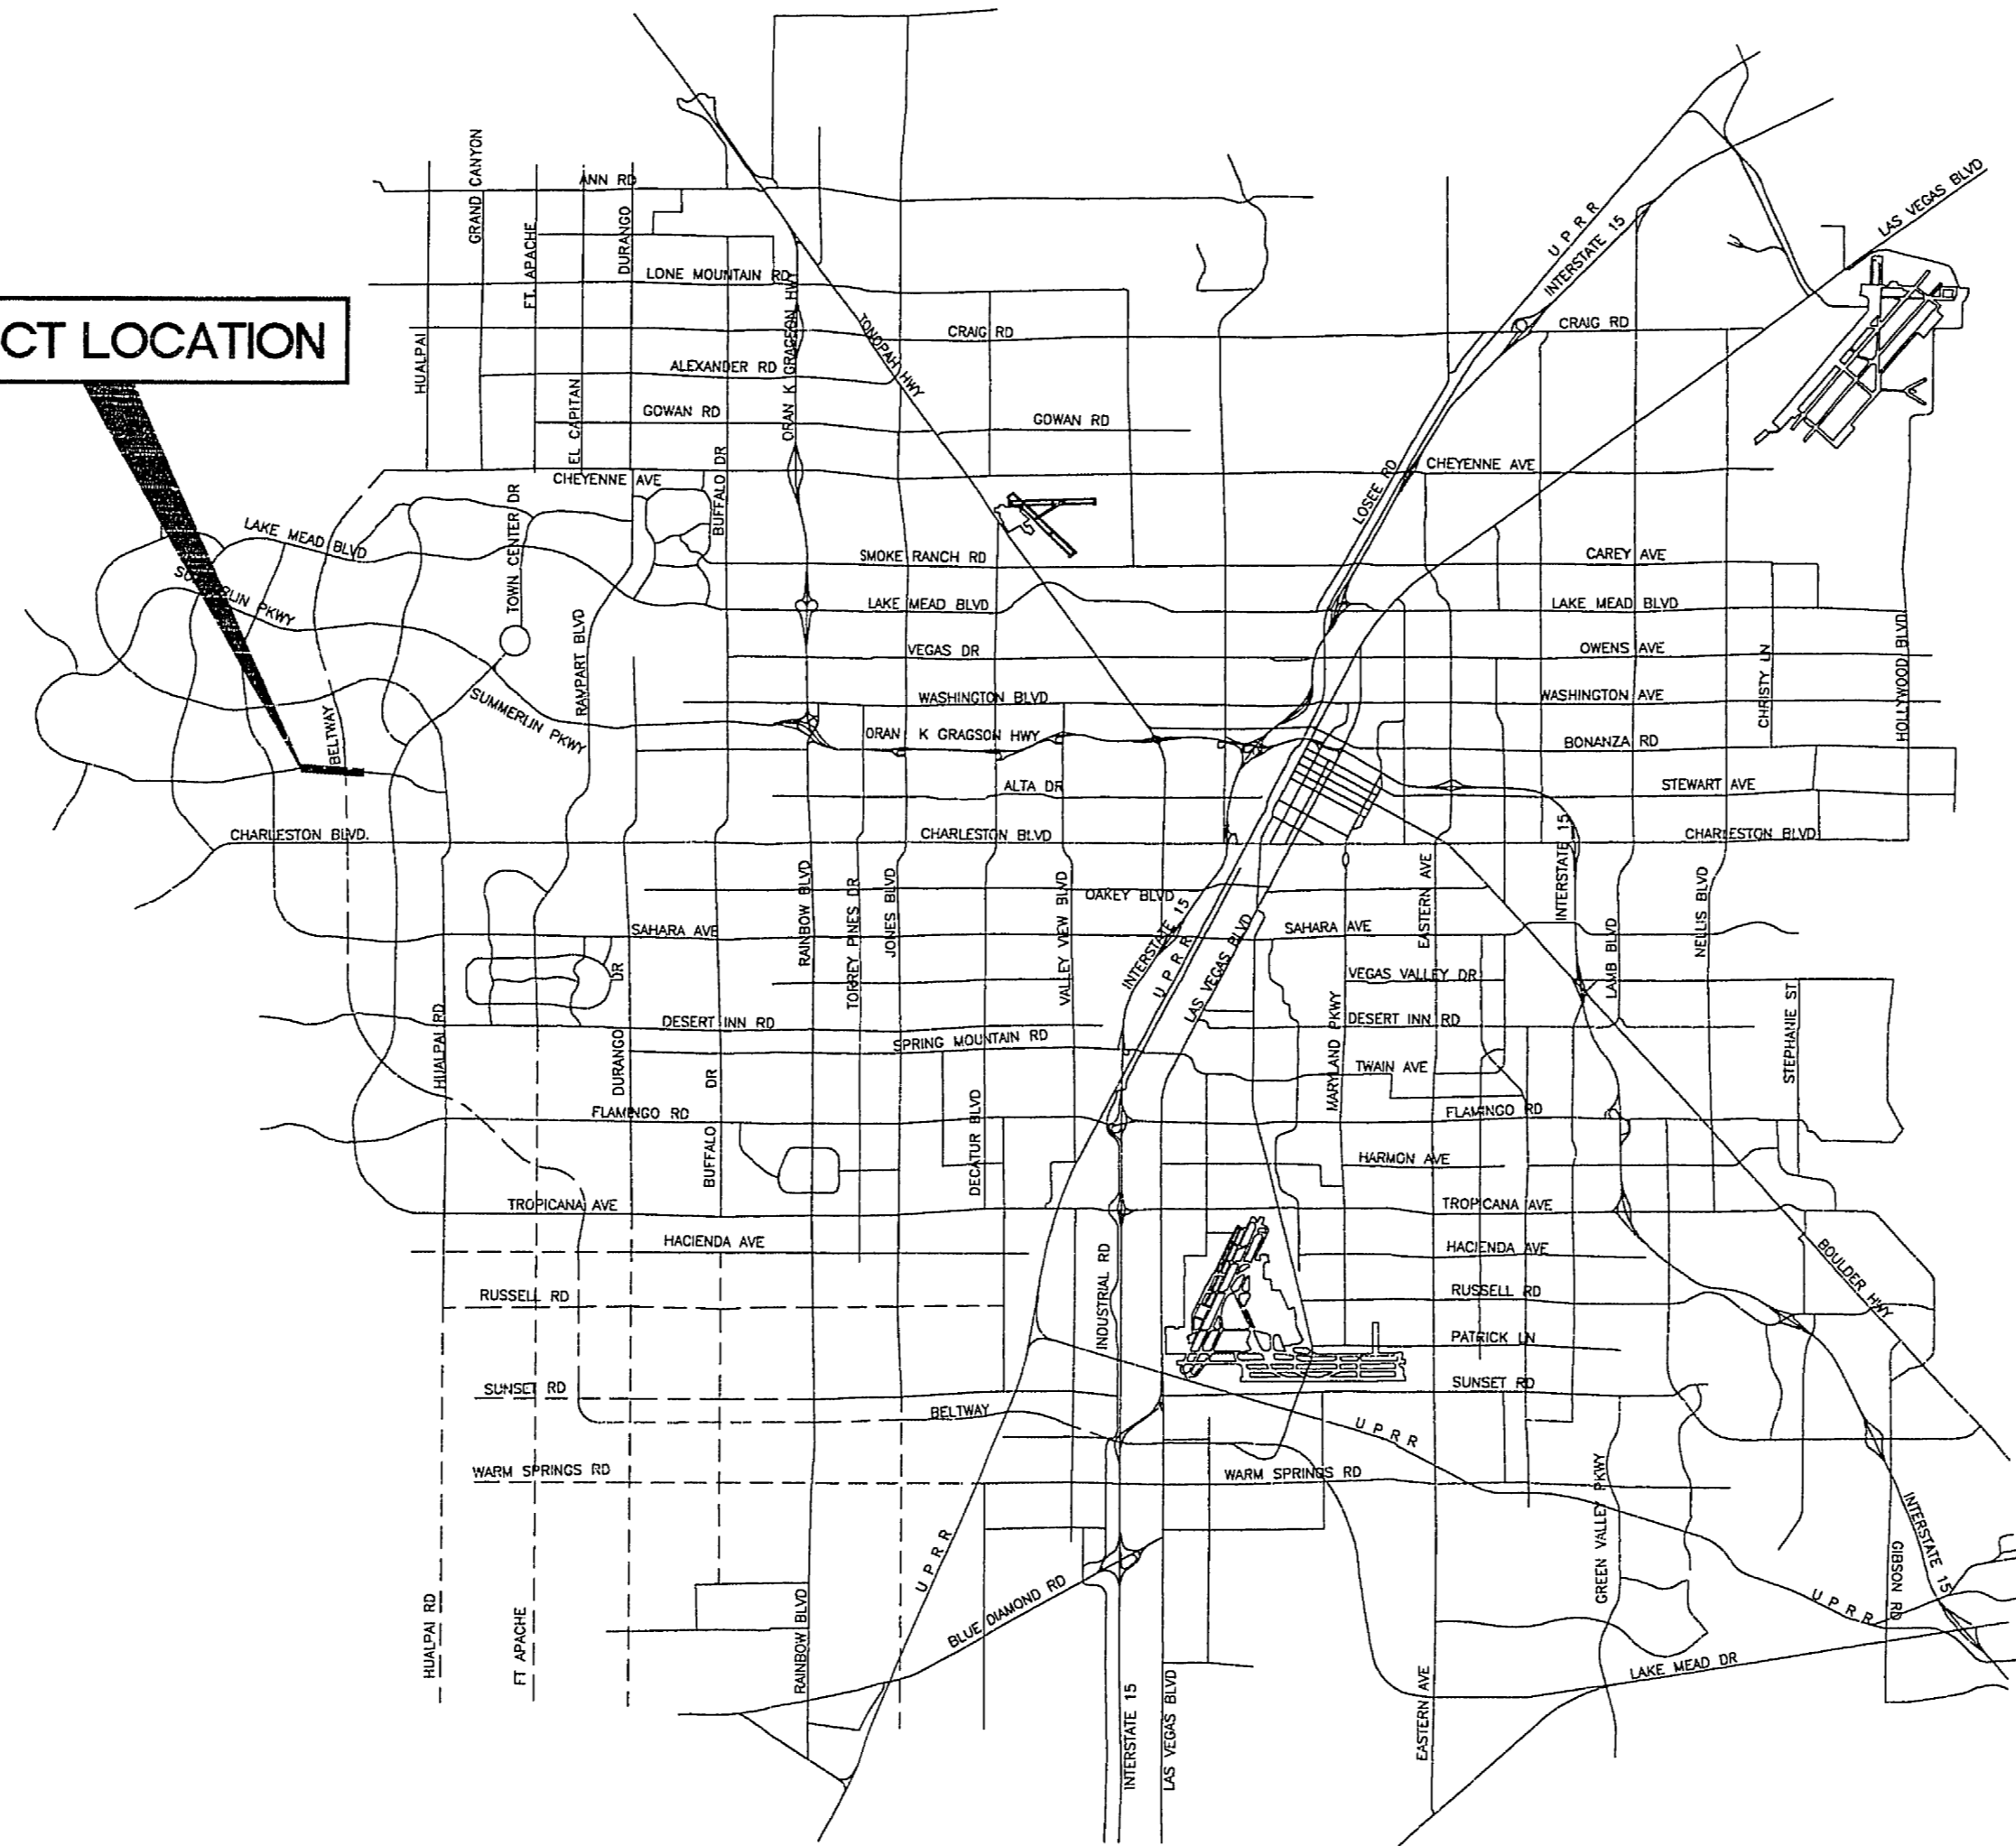 CT LOCATION
GRAND CANYON
ANN RD
LAS VEGAS BLVD
U P R R
INTERSTATE 15
FT. APACHE
DURANGO
LONE MOUNTAIN RD
ORAN K GRAGSON HWY
TONOPAH HWY
CRAIG RD
CRAIG RD
HUALPAI
ALEXANDER RD
EL CAPITAN
GOWAN RD
GOWAN RD
CHEYENNE AVE
BUFFALO DR
LOSEE RD
CHEYENNE AVE
LAKE MEAD BLVD
TOWN CENTER DR
SMOKE RANCH RD
CAREY AVE
RLIN PKWY
LAKE MEAD BLVD
LAKE MEAD BLVD
RAMPART BLVD
VEGAS DR
OWENS AVE
CHRISTY LN
HOLLYWOOD BLVD
BELTWAY
SUMMERLIN PKWY
WASHINGTON BLVD
WASHINGTON AVE
ORAN K GRAGSON HWY
BONANZA RD
ALTA DR
STEWART AVE
CHARLESTON BLVD.
CHARLESTON BLVD
INTERSTATE 15
CHARLESTON BLVD
RAINBOW BLVD
TORREY PINES DR
JONES BLVD
VALLEY VIEW BLVD
OAKEY BLVD
EASTERN AVE
NELLIS BLVD
SAHARA AVE
INTERSTATE 15
U P R R
LAS VEGAS BLVD
SAHARA AVE
LAMB BLVD
DR
VEGAS VALLEY DR
STEPHANIE ST
HUALPAI RD
DESERT INN RD
DESERT INN RD
DURANGO
SPRING MOUNTAIN RD
MARYLAND PKWY
TWAIN AVE
DR
FLAMINGO RD
DECATUR BLVD
FLAMINGO RD
BUFFALO
HARMON AVE
TROPICANA AVE
TROPICANA AVE
HACIENDA AVE
INDUSTRIAL RD
HACIENDA AVE
BOULDER HWY
RUSSELL RD
RUSSELL RD
PATRICK LN
SUNSET RD
SUNSET RD
BELTWAY
U P R R
WARM SPRINGS RD
WARM SPRINGS RD
GREEN VALLEY PKWY
INTERSTATE 15
GIBSON RD
U P R R
HUALPAI RD
FT APACHE
RAINBOW BLVD
BLUE DIAMOND RD
U P R R
LAKE MEAD DR
INTERSTATE 15
LAS VEGAS BLVD
EASTERN AVE